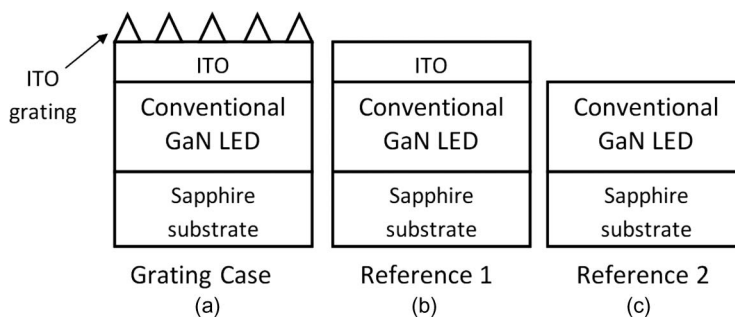 ITO
grating
ITO
Conventional
GaN LED
Sapphire
substrate
Grating Case
(a)
ITO
Conventional
GaN LED
Sapphire
substrate
Reference 1
(b)
Conventional
GaN LED
Sapphire
substrate
Reference 2
(c)